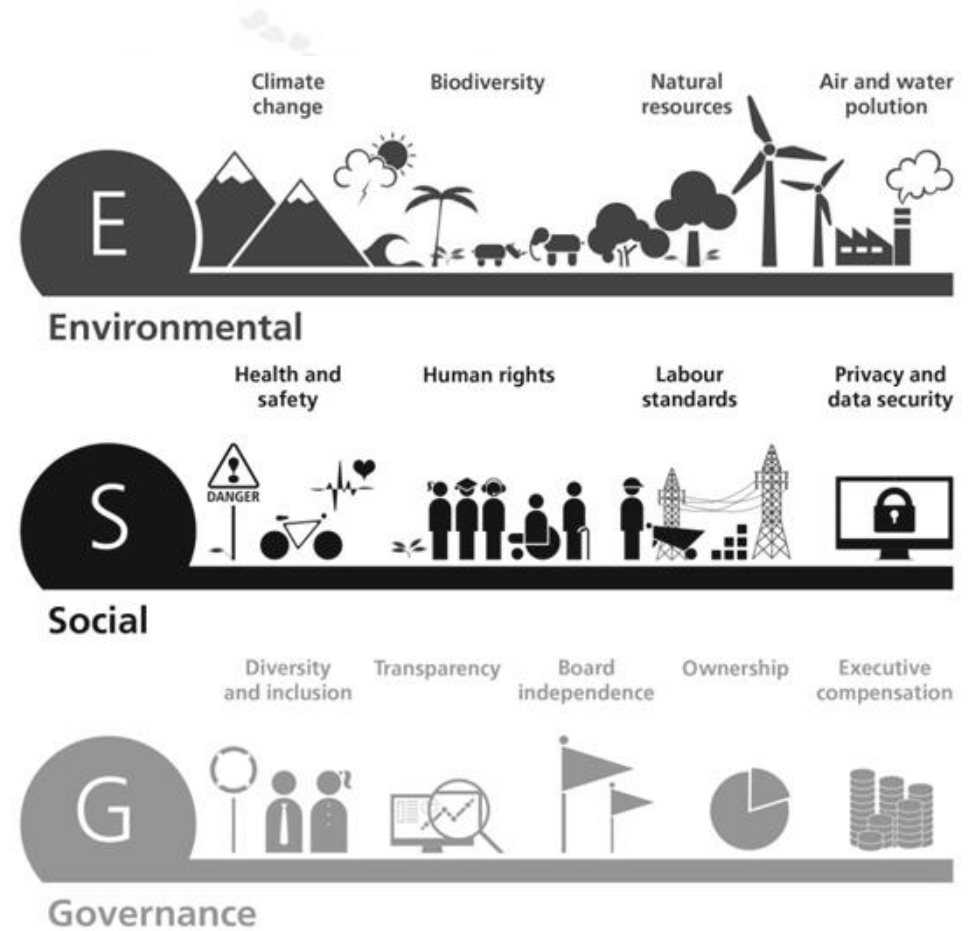 Climate change
Biodiversity
Natural resources
Air and water polution
E
Environmental
Health and safety
Human rights
Labour standards
Privacy and data security
DANGER
S
Social
Diversity and inclusion
Transparency
Board independence
Ownership
Executive compensation
G
Governance